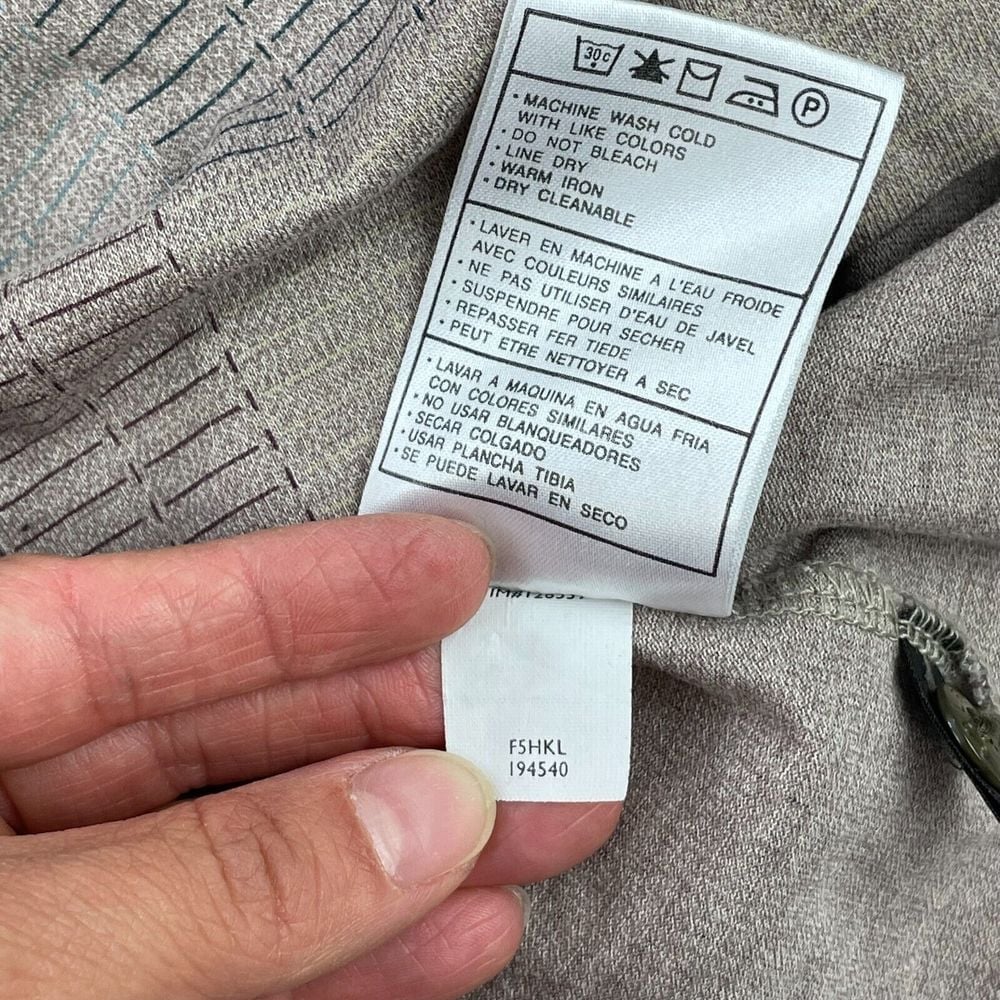 30c
P
• MACHINE WASH COLD
WITH LIKE COLORS
• DO NOT BLEACH
• LINE DRY
• WARM IRON
• DRY CLEANABLE
• LAVER EN MACHINE A L'EAU FROIDE
AVEC COULEURS SIMILAIRES
• NE PAS UTILISER D'EAU DE JAVEL
• SUSPENDRE POUR SECHER
• REPASSER FER TIEDE
• PEUT ETRE NETTOYER A SEC
• LAVAR A MAQUINA EN AGUA FRIA
CON COLORES SIMILARES
• NO USAR BLANQUEADORES
• SECAR COLGADO
• USAR PLANCHA TIBIA
• SE PUEDE LAVAR EN SECO
F5HKL
194540